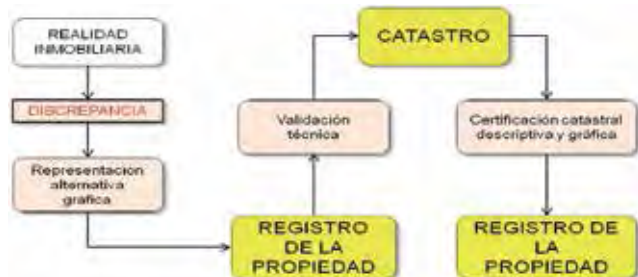 REALIDAD
INMOBILIARIA
DISCREPANCIA
Representacion
alternativa
grafica
REGISTRO
DE LA
PROPIEDAD
Validación
técnica
CATASTRO
Certificación catastral
descriptiva y gráfica
REGISTRO DE
LA
PROPIEDAD